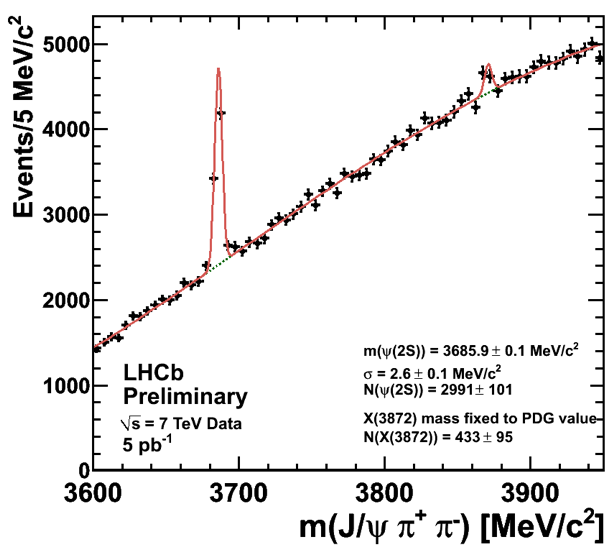 Events/5 MeV/c²
5000
4000
3000
2000
1000
0
LHCb
Preliminary
√s = 7 TeV Data
5 pb⁻¹
m(ψ(2S)) = 3685.9 ± 0.1 MeV/c²
σ = 2.6 ± 0.1 MeV/c²
N(ψ(2S)) = 2991 ± 101
X(3872) mass fixed to PDG value
N(X(3872)) = 433 ± 95
3600 3700 3800 3900
m(J/ψ π⁺ π⁻) [MeV/c²]